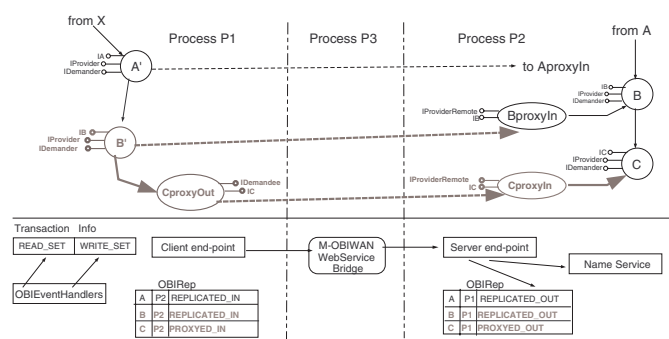 from X
Process P1
Process P3
Process P2
from A
IA
IProvider
IDemander
A'
to AproxyIn
IB
IProvider
IDemander
B
IProviderRemote
IB
BproxyIn
IB
IProvider
IDemander
B'
IC
IProvider
IDemander
C
CproxyOut
IDemandee
IC
IProviderRemote
IC
CproxyIn
Transaction Info
READ_SET WRITE_SET
Client end-point
M-OBIWAN
WebService
Bridge
Server end-point
Name Service
OBIEventHandlers
OBIRep
A P2 REPLICATED_IN
B P2 REPLICATED_IN
C P2 PROXYED_IN
OBIRep
A P1 REPLICATED_OUT
B P1 REPLICATED_OUT
C P1 PROXYED_OUT